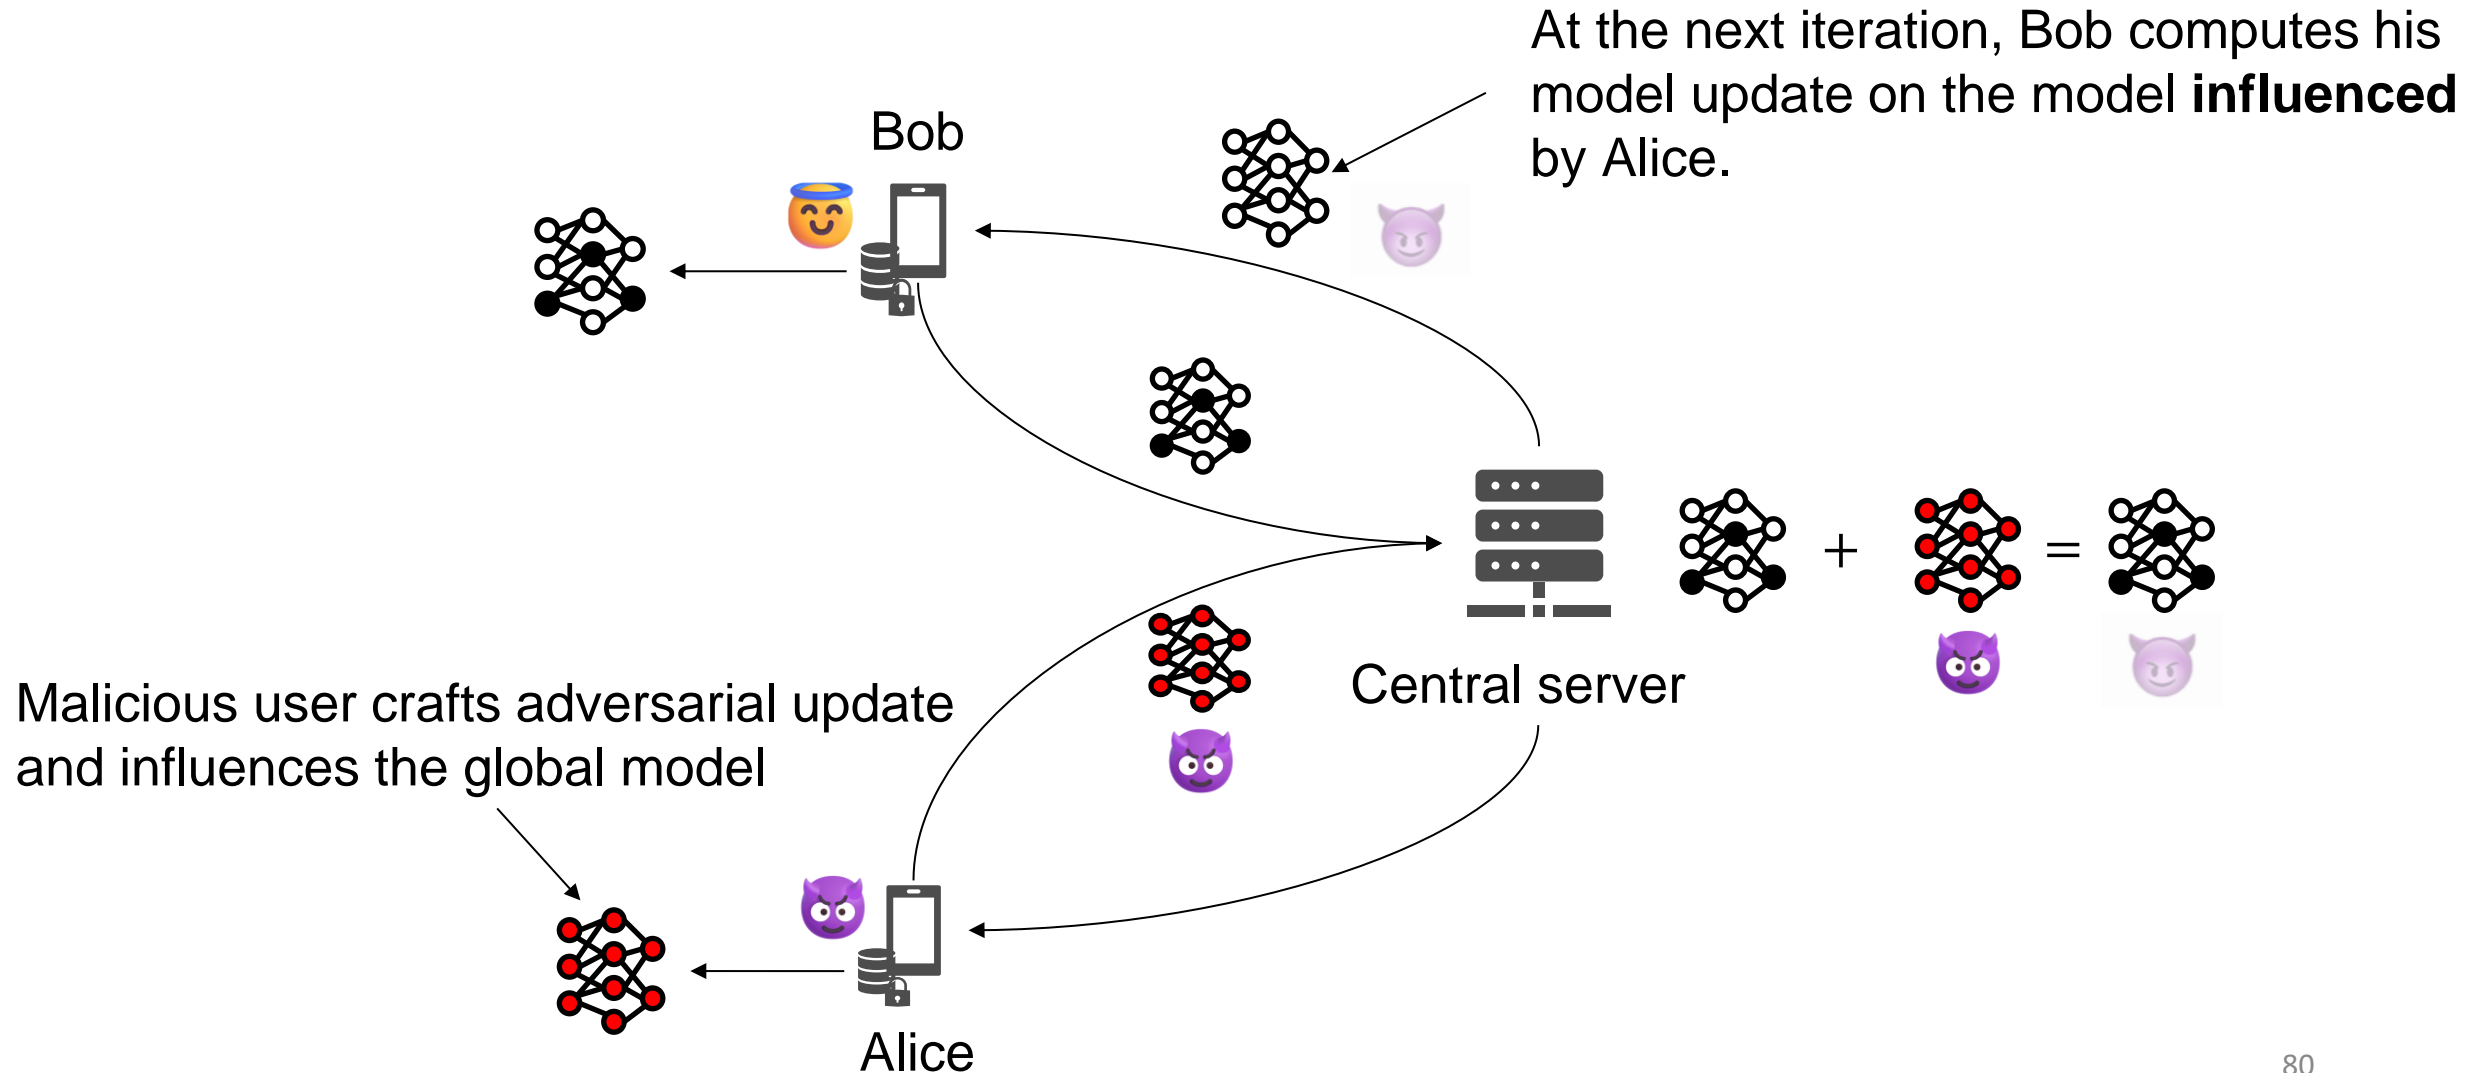 At the next iteration, Bob computes his
model update on the model influenced
by Alice.
Bob
+
=
Central server
Malicious user crafts adversarial update
and influences the global model
Alice
80